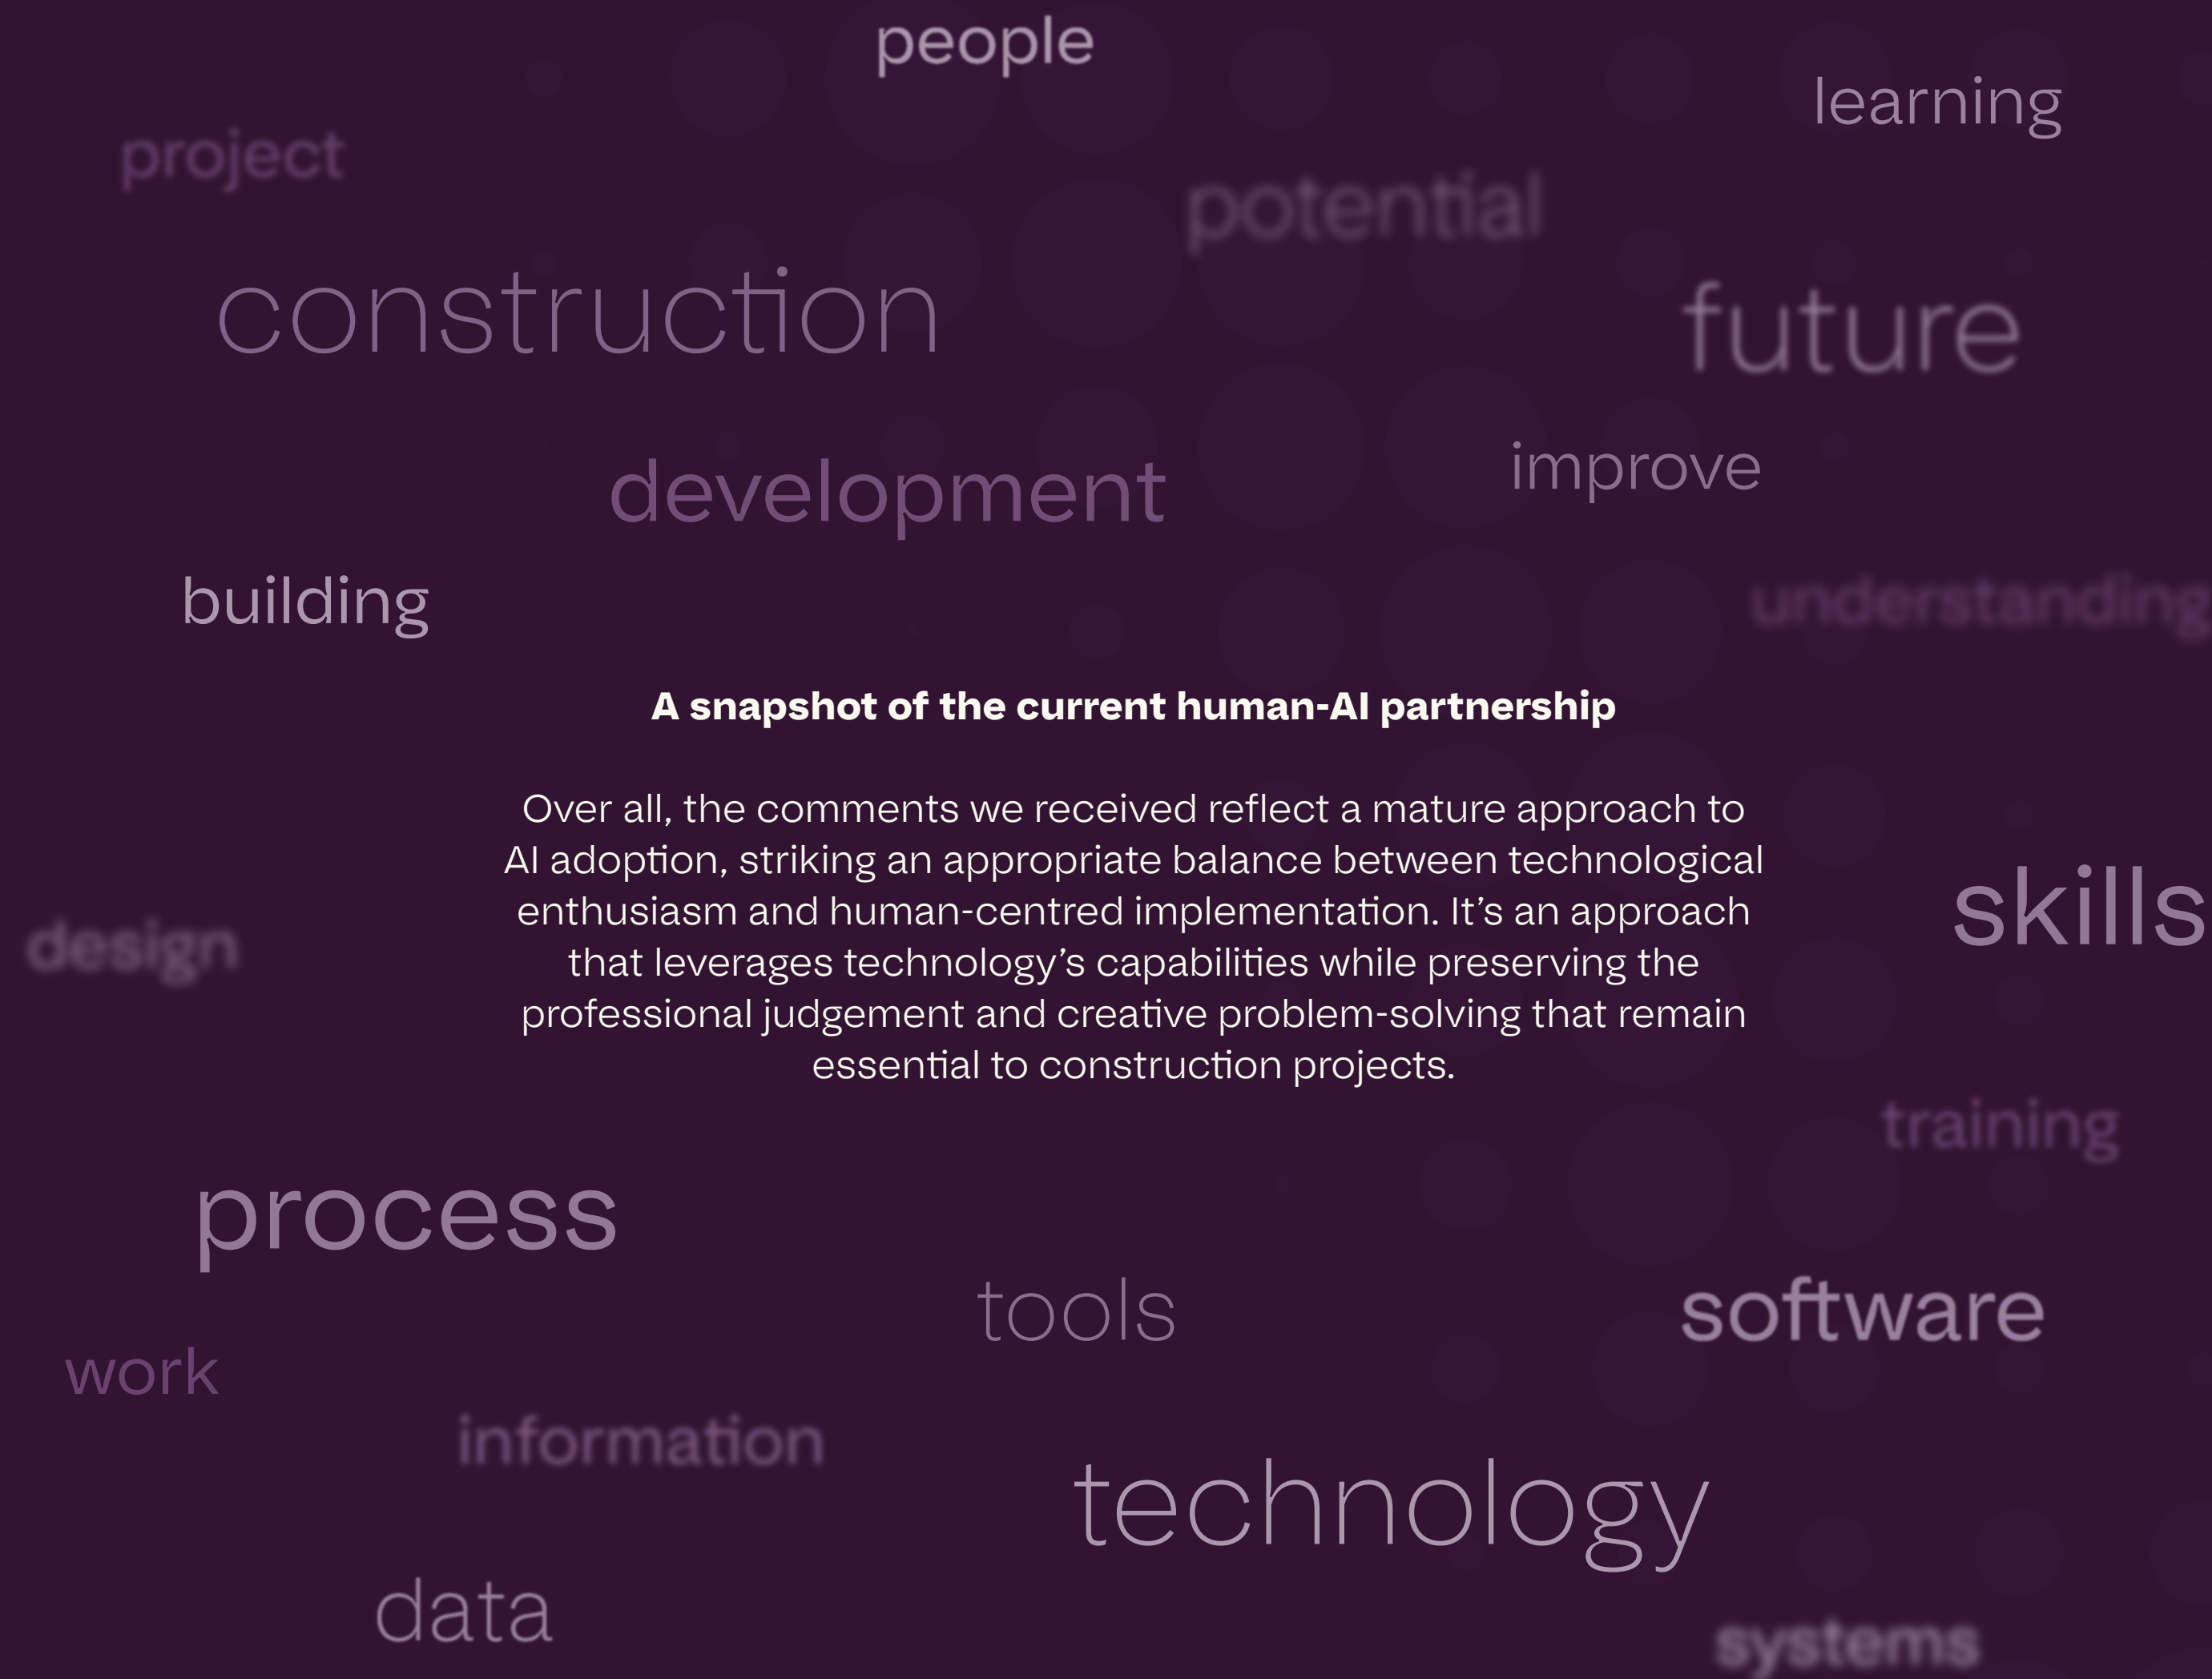 people
learning
project
potential
construction
future
development
improve
building
understanding
A snapshot of the current human-AI partnership
Over all, the comments we received reflect a mature approach to
AI adoption, striking an appropriate balance between technological
enthusiasm and human-centred implementation. It’s an approach
that leverages technology’s capabilities while preserving the
professional judgement and creative problem-solving that remain
essential to construction projects.
skills
design
training
process
tools
software
work
information
technology
data
systems